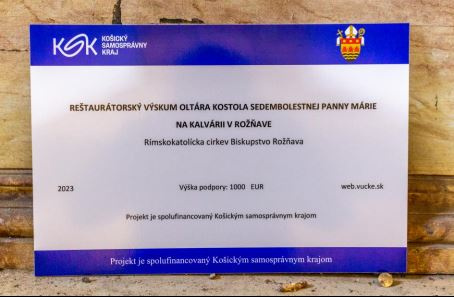 KSK KOŠICKÝ
SAMOSPRÁVNY
KRAJ
REŠTAURÁTORSKÝ VÝSKUM OLTÁRA KOSTOLA SEDEMBOLESTNEJ PANNY MÁRIE
NA KALVÁRII V ROŽŇAVE
Rímskokatolícka cirkev Biskupstvo Rožňava
2023 Výška podpory: 1000 EUR web.vucke.sk
Projekt je spolufinancovaný Košickým samosprávnym krajom
Projekt je spolufinancovaný Košickým samosprávnym krajom